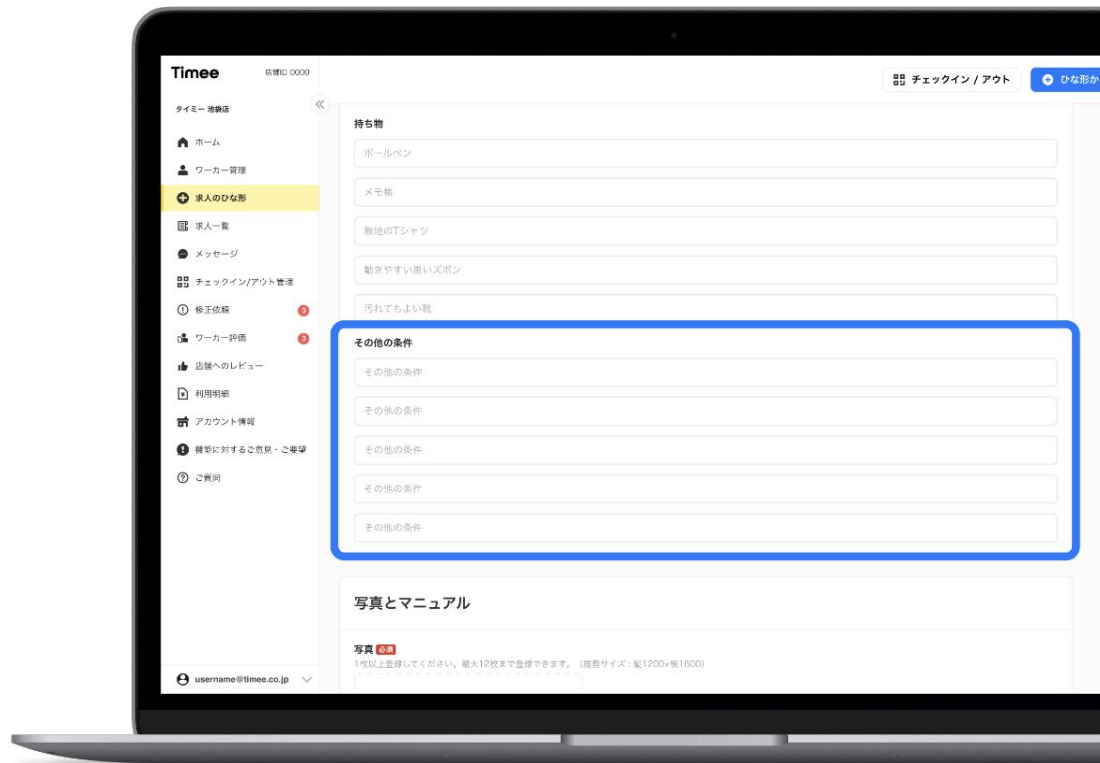 Timee
店舗ID 0000
チェックイン / アウト
ひな形か
タイミー 池袋店
ホーム
ワーカー管理
求人のひな形
求人一覧
メッセージ
チェックイン/アウト管理
修正依頼
3
ワーカー評価
3
店舗へのレビュー
利用明細
アカウント情報
機能に対するご意見・ご要望
ご質問
username@timee.co.jp
持ち物
ボールペン
メモ帳
無地のTシャツ
動きやすい黒いズボン
汚れてもよい靴
その他の条件
その他の条件
その他の条件
その他の条件
その他の条件
その他の条件
写真とマニュアル
写真 必須
1枚以上登録してください。最大12枚まで登録できます。（推奨サイズ：縦1200×横1600）